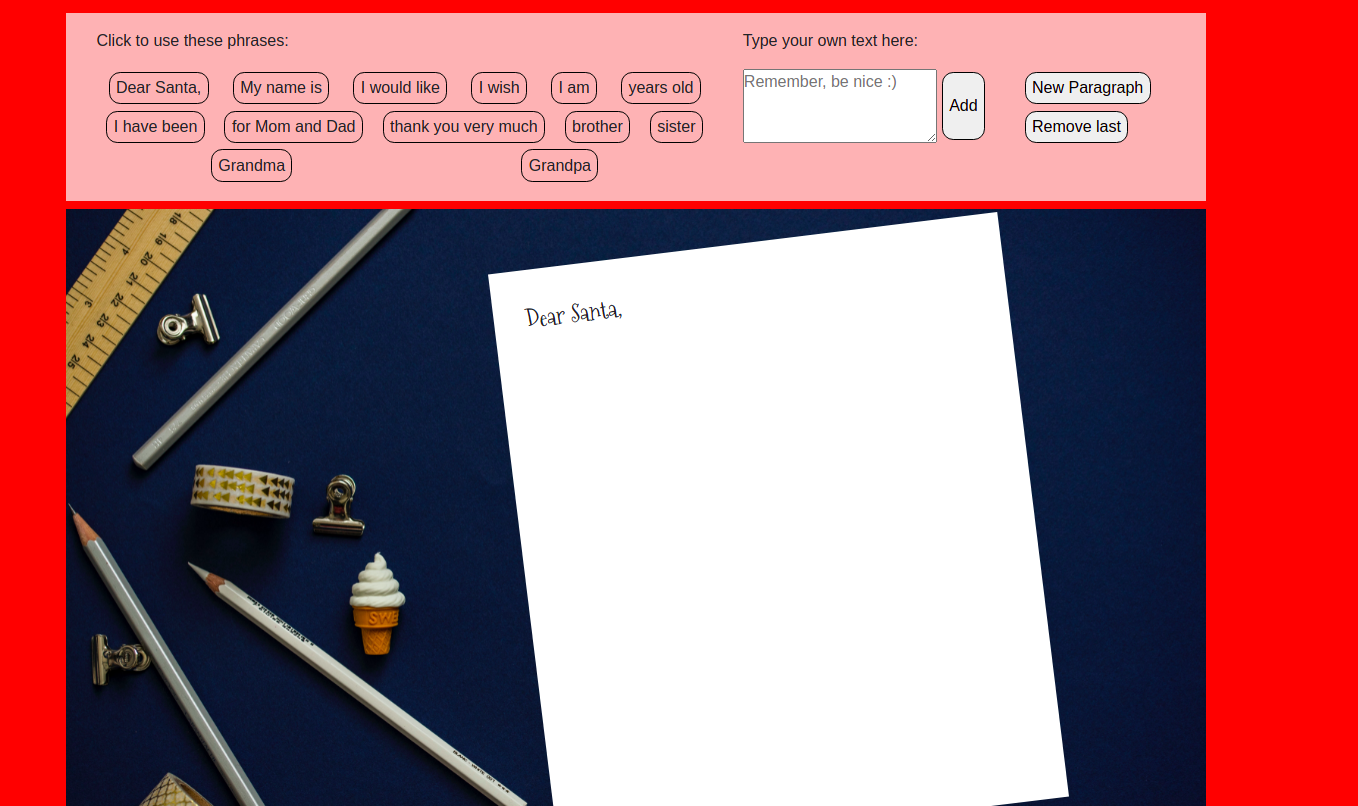 Click to use these phrases:
Type your own text here:
Dear Santa,
My name is
I would like
I wish
I am
years old
I have been
for Mom and Dad
thank you very much
brother
sister
Grandma
Grandpa
Remember, be nice :)
Add
New Paragraph
Remove last
Dear Santa,
SWE